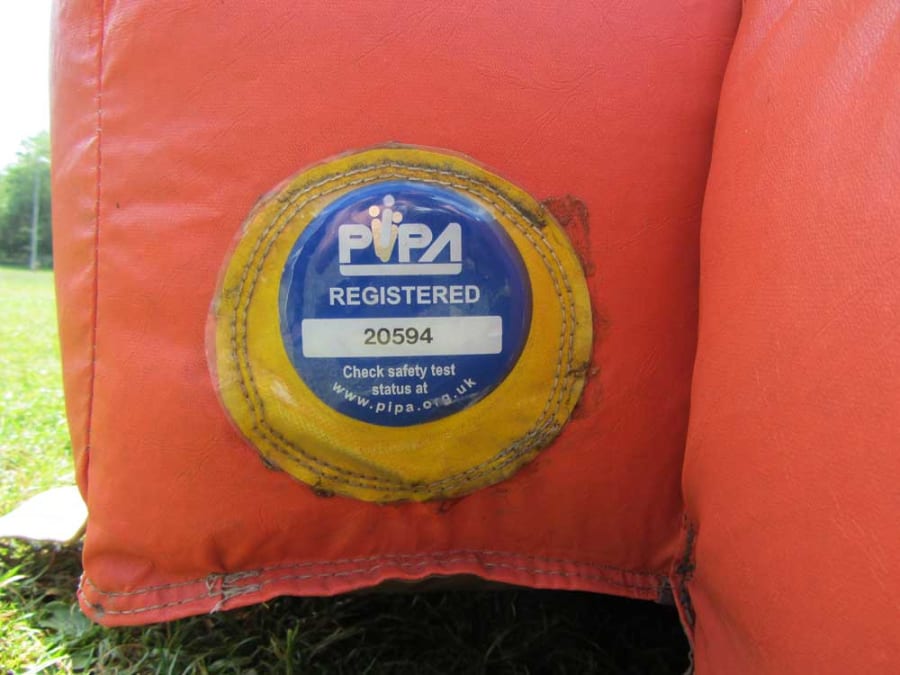 PIPA
REGISTERED
20594
Check safety test
status at
www.pipa.org.uk